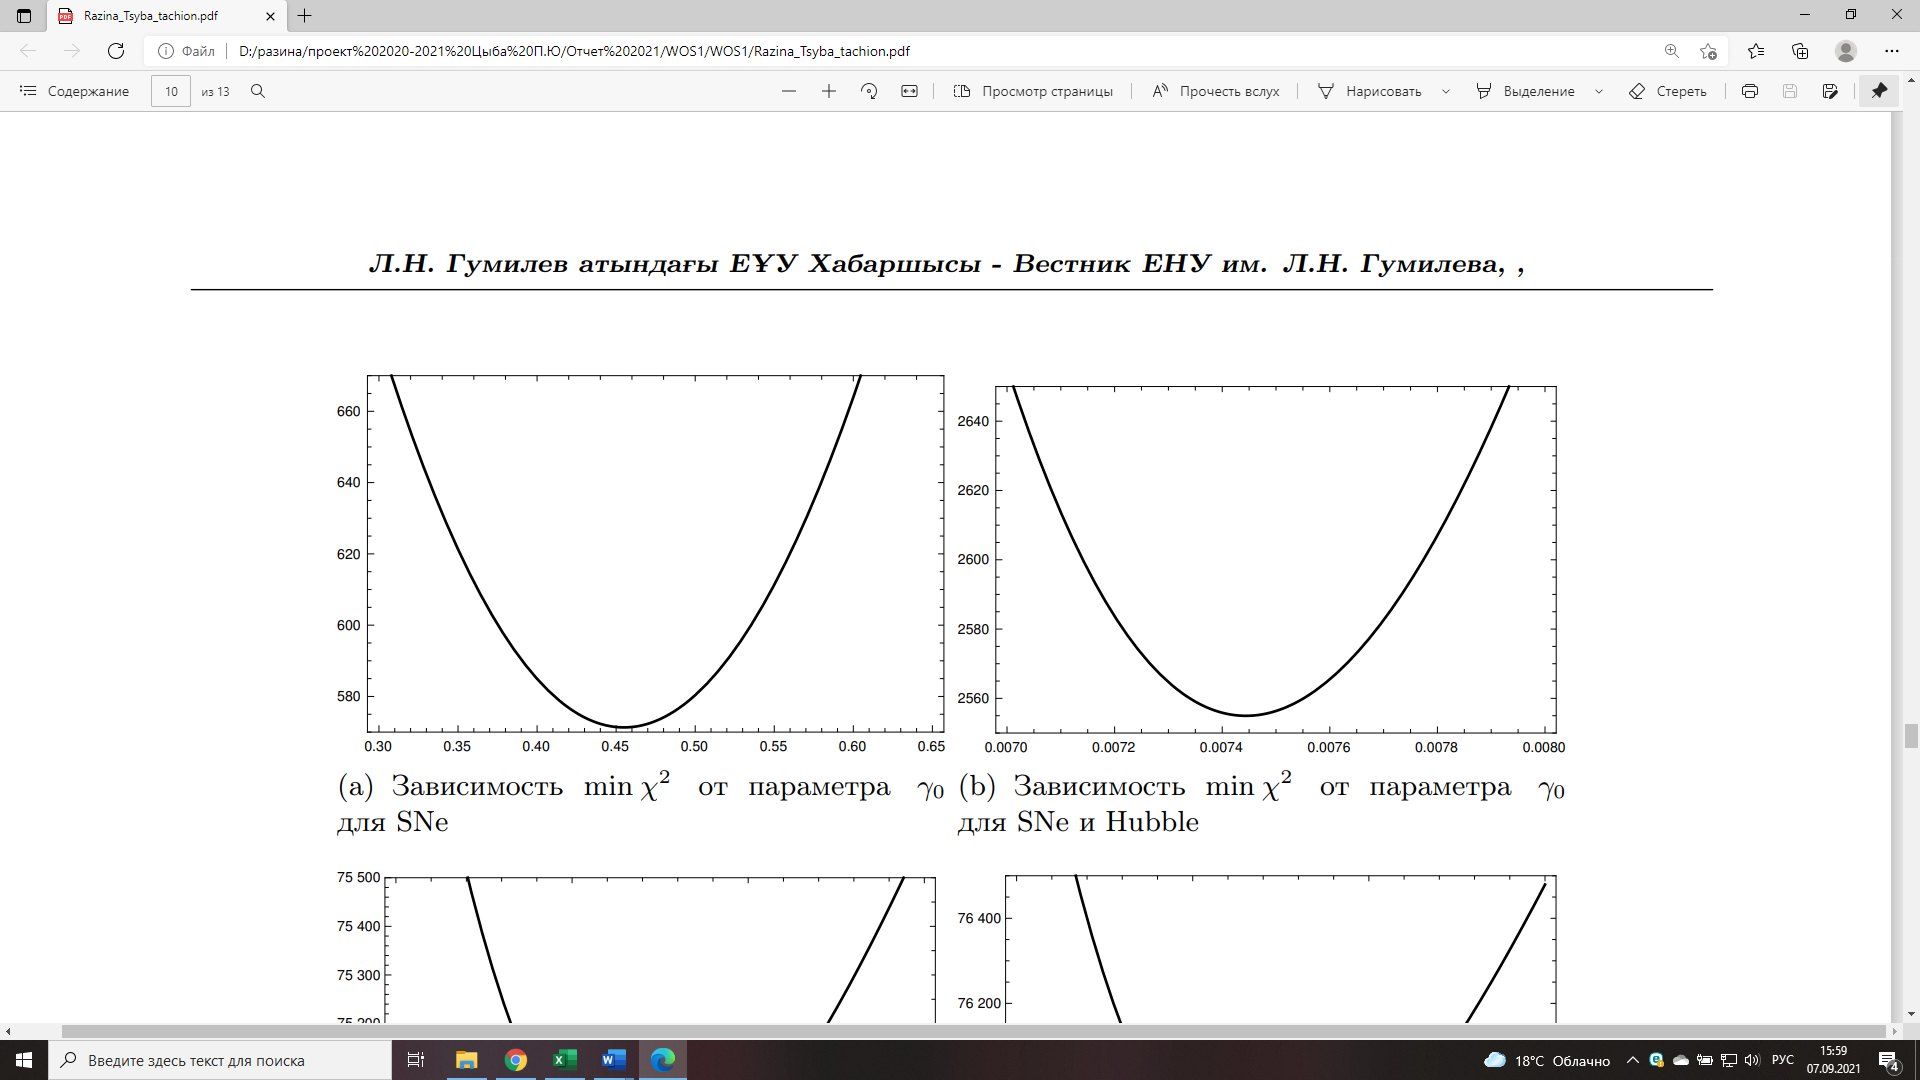 Razina_Tsyba_tachion.pdf
Файл D:/разина/проект%202020-2021%20Цыба%20П.Ю/Отчет%202021/WOS1/WOS1/Razina_Tsyba_tachion.pdf
Содержание 10 из 13 Просмотр страницы Прочесть вслух Нарисовать Выделение Стереть
Л.Н. Гумилев атындағы ЕҰУ Хабаршысы - Вестник ЕНУ им. Л.Н. Гумилева, ,
660
640
620
600
580
0.30 0.35 0.40 0.45 0.50 0.55 0.60 0.65
(a) Зависимость min χ² от параметра γ₀
для SNe
2640
2620
2600
2580
2560
0.0070 0.0072 0.0074 0.0076 0.0078 0.0080
(b) Зависимость min χ² от параметра γ₀
для SNe и Hubble
75 500
75 400
75 300
75 200
76 400
76 200
Введите здесь текст для поиска
18°C Облачно
РУС
15:59
07.09.2021
4